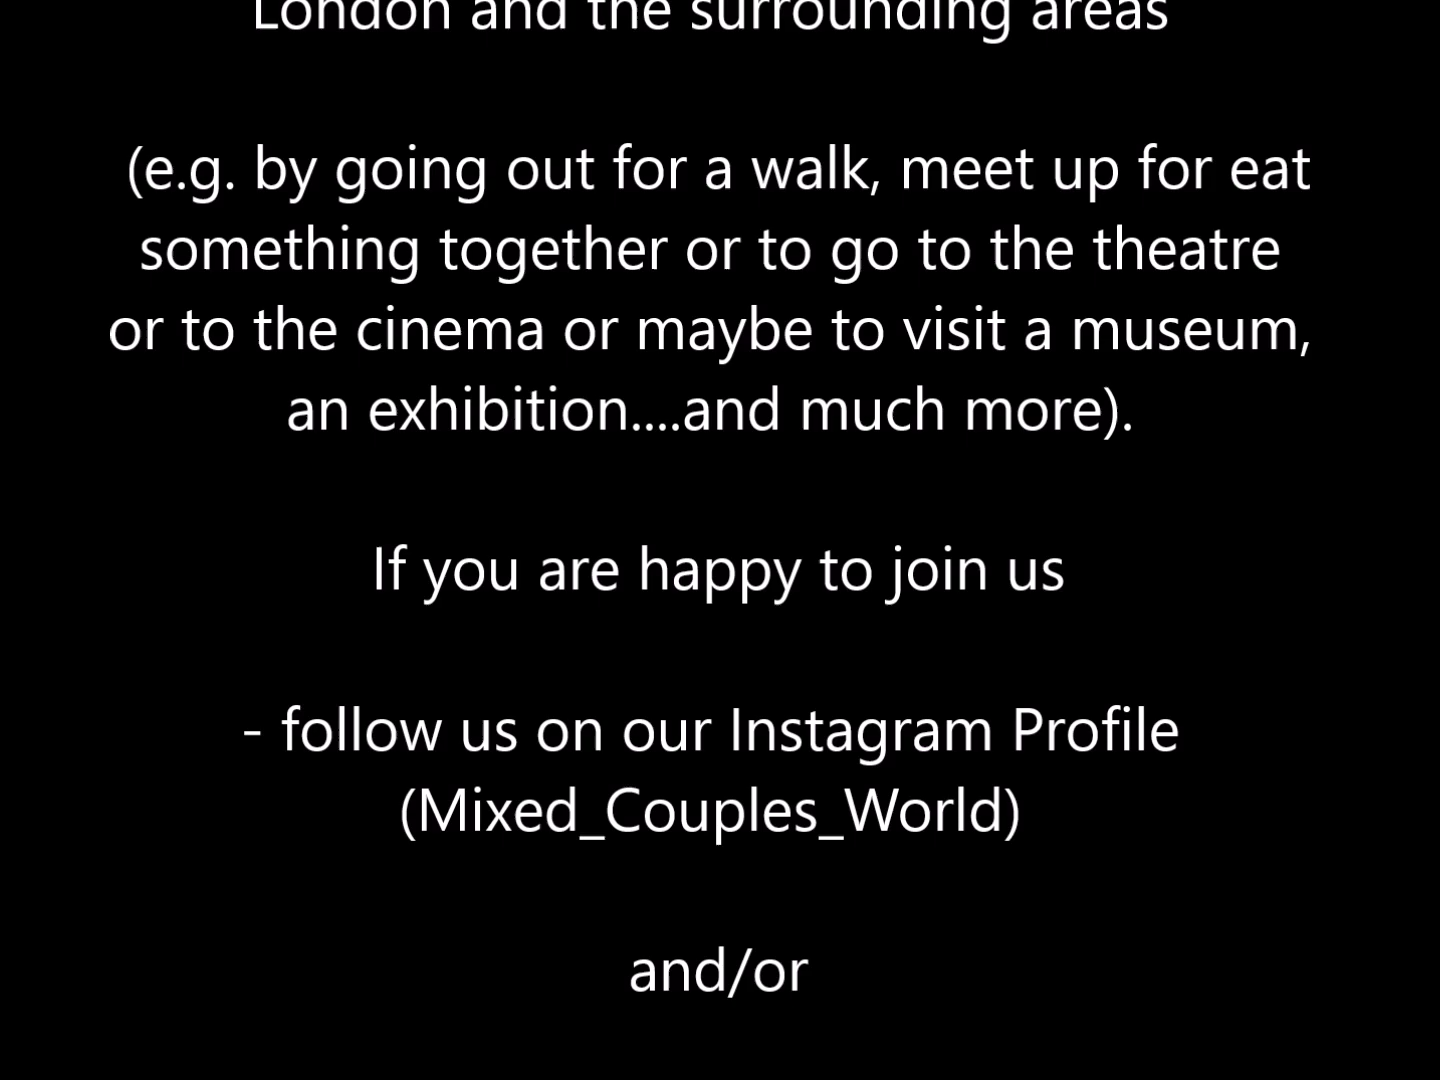 London and the surrounding areas
(e.g. by going out for a walk, meet up for eat
something together or to go to the theatre
or to the cinema or maybe to visit a museum,
an exhibition....and much more).
If you are happy to join us
- follow us on our Instagram Profile
(Mixed_Couples_World)
and/or